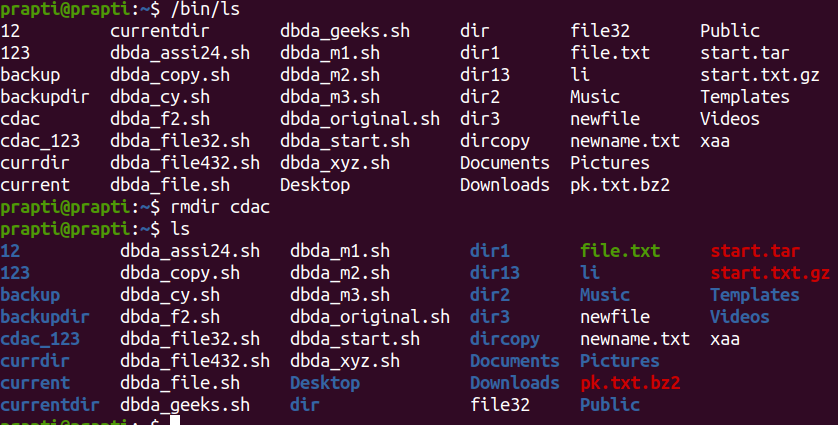 prapti@prapti:~$ /bin/ls
12 currentdir dbda_geeks.sh dir file32 Public
123 dbda_assi24.sh dbda_m1.sh dir1 file.txt start.tar
backup dbda_copy.sh dbda_m2.sh dir13 li start.txt.gz
backupdir dbda_cy.sh dbda_m3.sh dir2 Music Templates
cdac dbda_f2.sh dbda_original.sh dir3 newfile Videos
cdac_123 dbda_file32.sh dbda_start.sh dircopy newname.txt xaa
currdir dbda_file432.sh dbda_xyz.sh Documents Pictures
current dbda_file.sh Desktop Downloads pk.txt.bz2
prapti@prapti:~$ rmdir cdac
prapti@prapti:~$ ls
12 dbda_assi24.sh dbda_m1.sh dir1 file.txt start.tar
123 dbda_copy.sh dbda_m2.sh dir13 li start.txt.gz
backup dbda_cy.sh dbda_m3.sh dir2 Music Templates
backupdir dbda_f2.sh dbda_original.sh dir3 newfile Videos
cdac_123 dbda_file32.sh dbda_start.sh dircopy newname.txt xaa
currdir dbda_file432.sh dbda_xyz.sh Documents Pictures
current dbda_file.sh Desktop Downloads pk.txt.bz2
currentdir dbda_geeks.sh dir file32 Public
prapti@prapti:~$